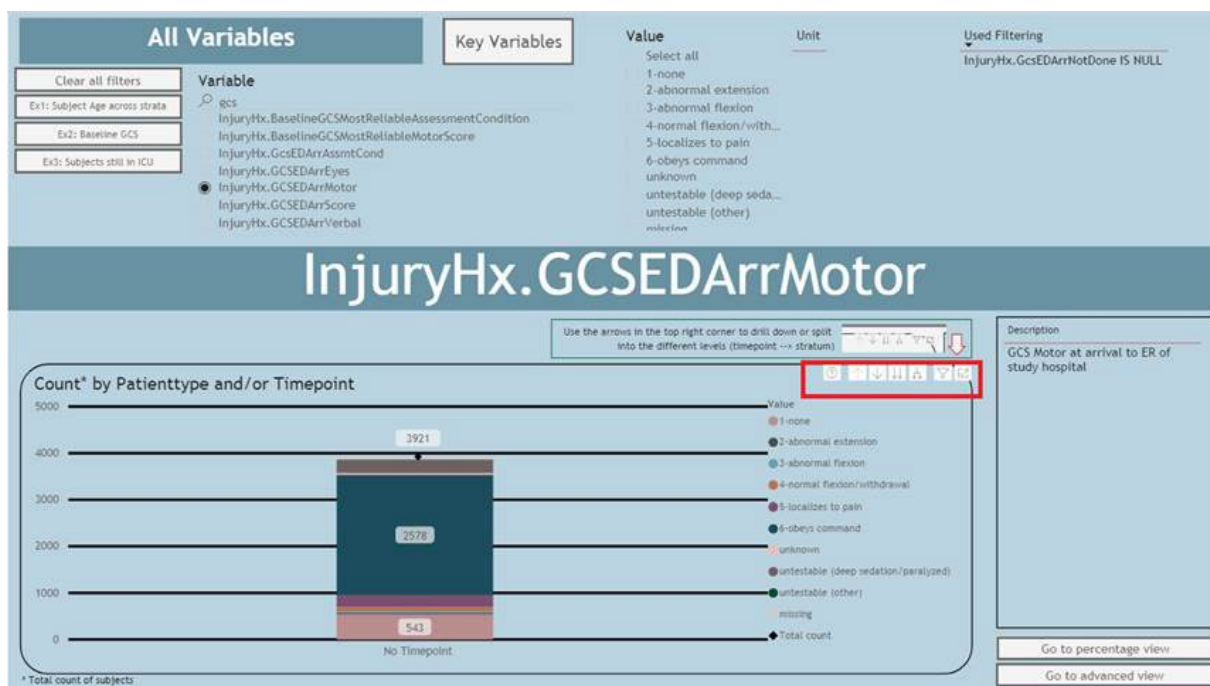 All Variables
Key Variables
Clear all filters
Ex1: Subject Age across strata
Ex2: Baseline GCS
Ex3: Subjects still in ICU
Variable
gcs
InjuryHx.BaselineGCSMostReliableAssessmentCondition
InjuryHx.BaselineGCSMostReliableMotorScore
InjuryHx.GcsEDArrAssmtCond
InjuryHx.GCSEDArrEyes
InjuryHx.GCSEDArrMotor
InjuryHx.GCSEDArrScore
InjuryHx.GCSEDArrVerbal
Value
Select all
1-none
2-abnormal extension
3-abnormal flexion
4-normal flexion/with...
5-localizes to pain
6-obeys command
unknown
untestable (deep seda...
untestable (other)
missing
Unit
Used Filtering
InjuryHx.GcsEDArrNotDone IS NULL
InjuryHx.GCSEDArrMotor
Use the arrows in the top right corner to drill down or split
into the different levels (timepoint --> stratum)
Count* by Patienttype and/or Timepoint
5000
4000
3000
2000
1000
0
3921
2578
543
No Timepoint
Value
1-none
2-abnormal extension
3-abnormal flexion
4-normal flexion/withdrawal
5-localizes to pain
6-obeys command
unknown
untestable (deep sedation/paralyzed)
untestable (other)
missing
Total count
* Total count of subjects
Description
GCS Motor at arrival to ER of
study hospital
Go to percentage view
Go to advanced view